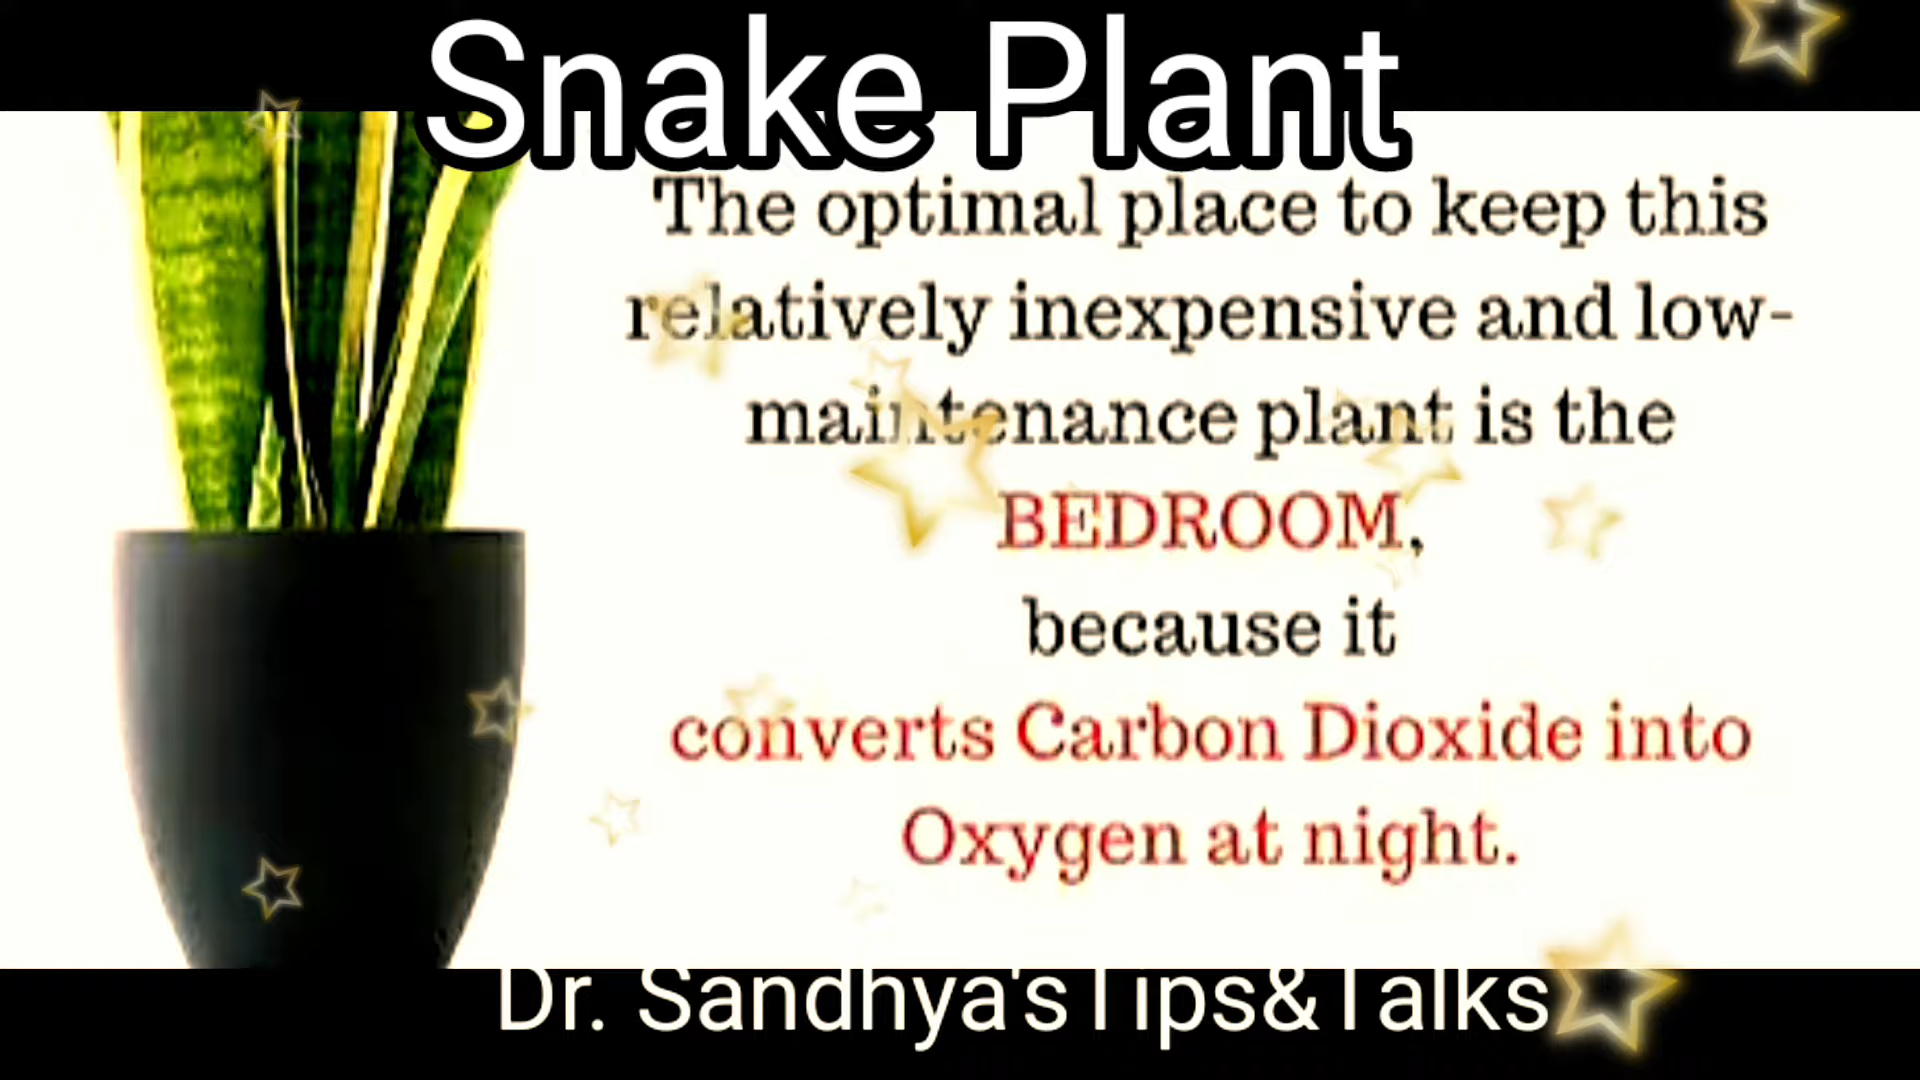 Snake Plant
The optimal place to keep this
relatively inexpensive and low-
maintenance plant is the
BEDROOM,
because it
converts Carbon Dioxide into
Oxygen at night.
Dr. Sandhya'sTips&Talks